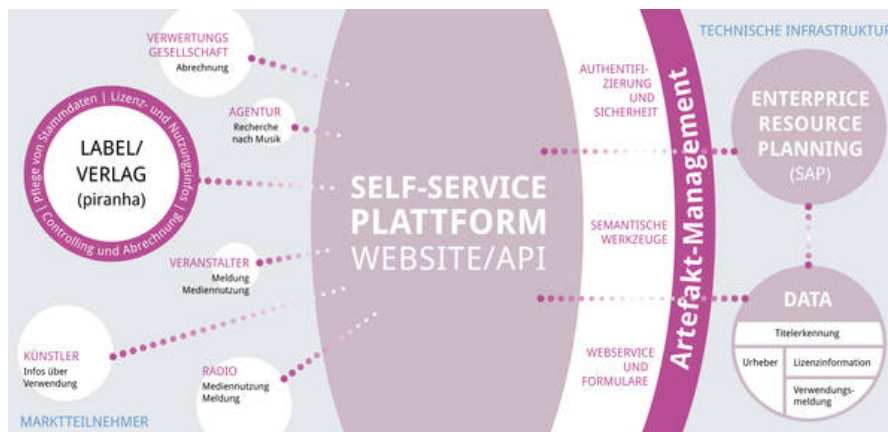 VERWERTUNGS
GESELLSCHAFT
Abrechnung
AGENTUR
Recherche
nach Musik
Pflege von Stammdaten | Lizenz- und Nutzungsinfos |
Controlling und Abrechnung |
LABEL/
VERLAG
(piranha)
VERANSTALTER
Meldung
Mediennutzung
KÜNSTLER
Infos über
Verwendung
RADIO
Mediennutzung
Meldung
MARKTTEILNEHMER
SELF-SERVICE
PLATTFORM
WEBSITE/API
AUTHENTIFI-
ZIERUNG
UND
SICHERHEIT
SEMANTISCHE
WERKZEUGE
WEBSERVICE
UND
FORMULARE
Artefakt-Management
TECHNISCHE INFRASTRUKTUR
ENTERPRICE
RESOURCE
PLANNING
(SAP)
DATA
Titelerkennung
Urheber
Lizenzinformation
Verwendungs-
meldung